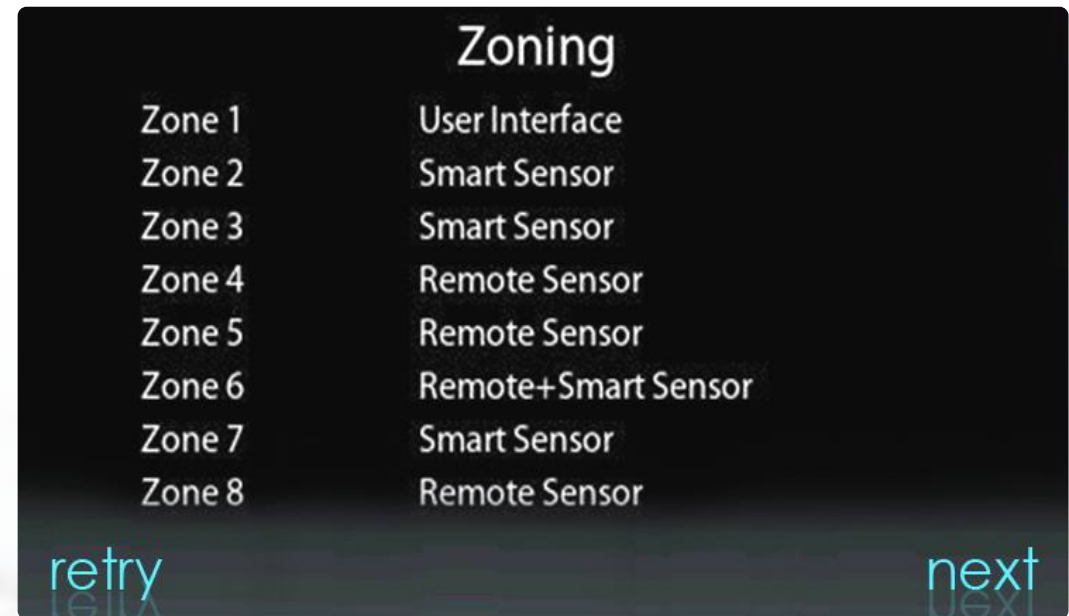 Zoning
Zone 1 User Interface
Zone 2 Smart Sensor
Zone 3 Smart Sensor
Zone 4 Remote Sensor
Zone 5 Remote Sensor
Zone 6 Remote+Smart Sensor
Zone 7 Smart Sensor
Zone 8 Remote Sensor
retry next